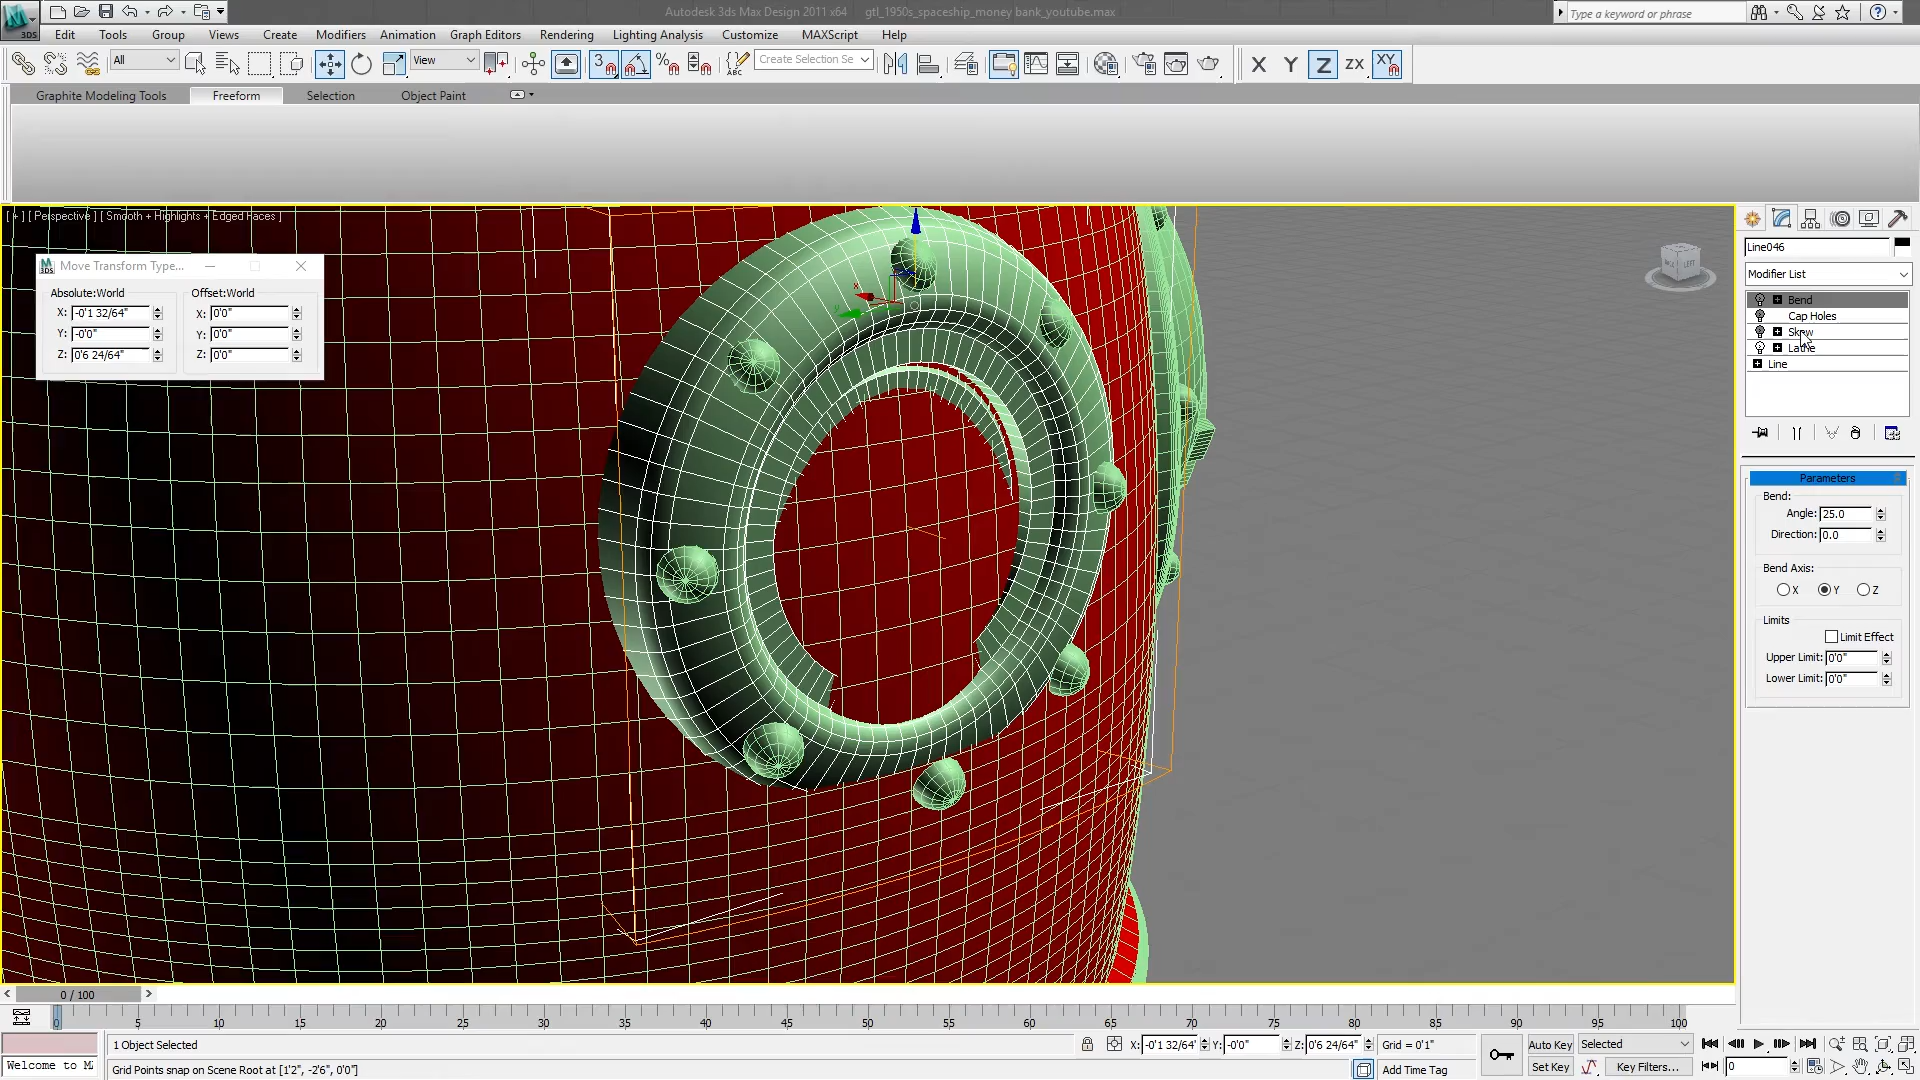 Autodesk 3ds Max Design 2011 x64 gtl_1950s_spaceship_money bank_youtube.max
Type a keyword or phrase
3DS
Edit Tools Group Views Create Modifiers Animation Graph Editors Rendering Lighting Analysis Customize MAXScript Help
All View 3 Create Selection Se X Y Z ZX XY
Graphite Modeling Tools Freeform Selection Object Paint
[ + ] [ Perspective ] [ Smooth + Highlights + Edged Faces ]
Move Transform Type...
Absolute:World Offset:World
X: -0'1 32/64" X: 0'0"
Y: -0'0" Y: 0'0"
Z: 0'6 24/64" Z: 0'0"
Line046
Modifier List
Bend
Cap Holes
Skew
Lathe
Line
Parameters
Bend:
Angle: 25.0
Direction: 0.0
Bend Axis:
X Y Z
Limits
Limit Effect
Upper Limit: 0'0"
Lower Limit: 0'0"
0 / 100
0 5 10 15 20 25 30 35 40 45 50 55 60 65 70 75 80 85 90 95 100
1 Object Selected X: -0'1 32/64" Y: -0'0" Z: 0'6 24/64" Grid = 0'1" Auto Key Selected
Welcome to M Grid Points snap on Scene Root at [1'2", -2'6", 0'0"] Add Time Tag Set Key Key Filters... 0